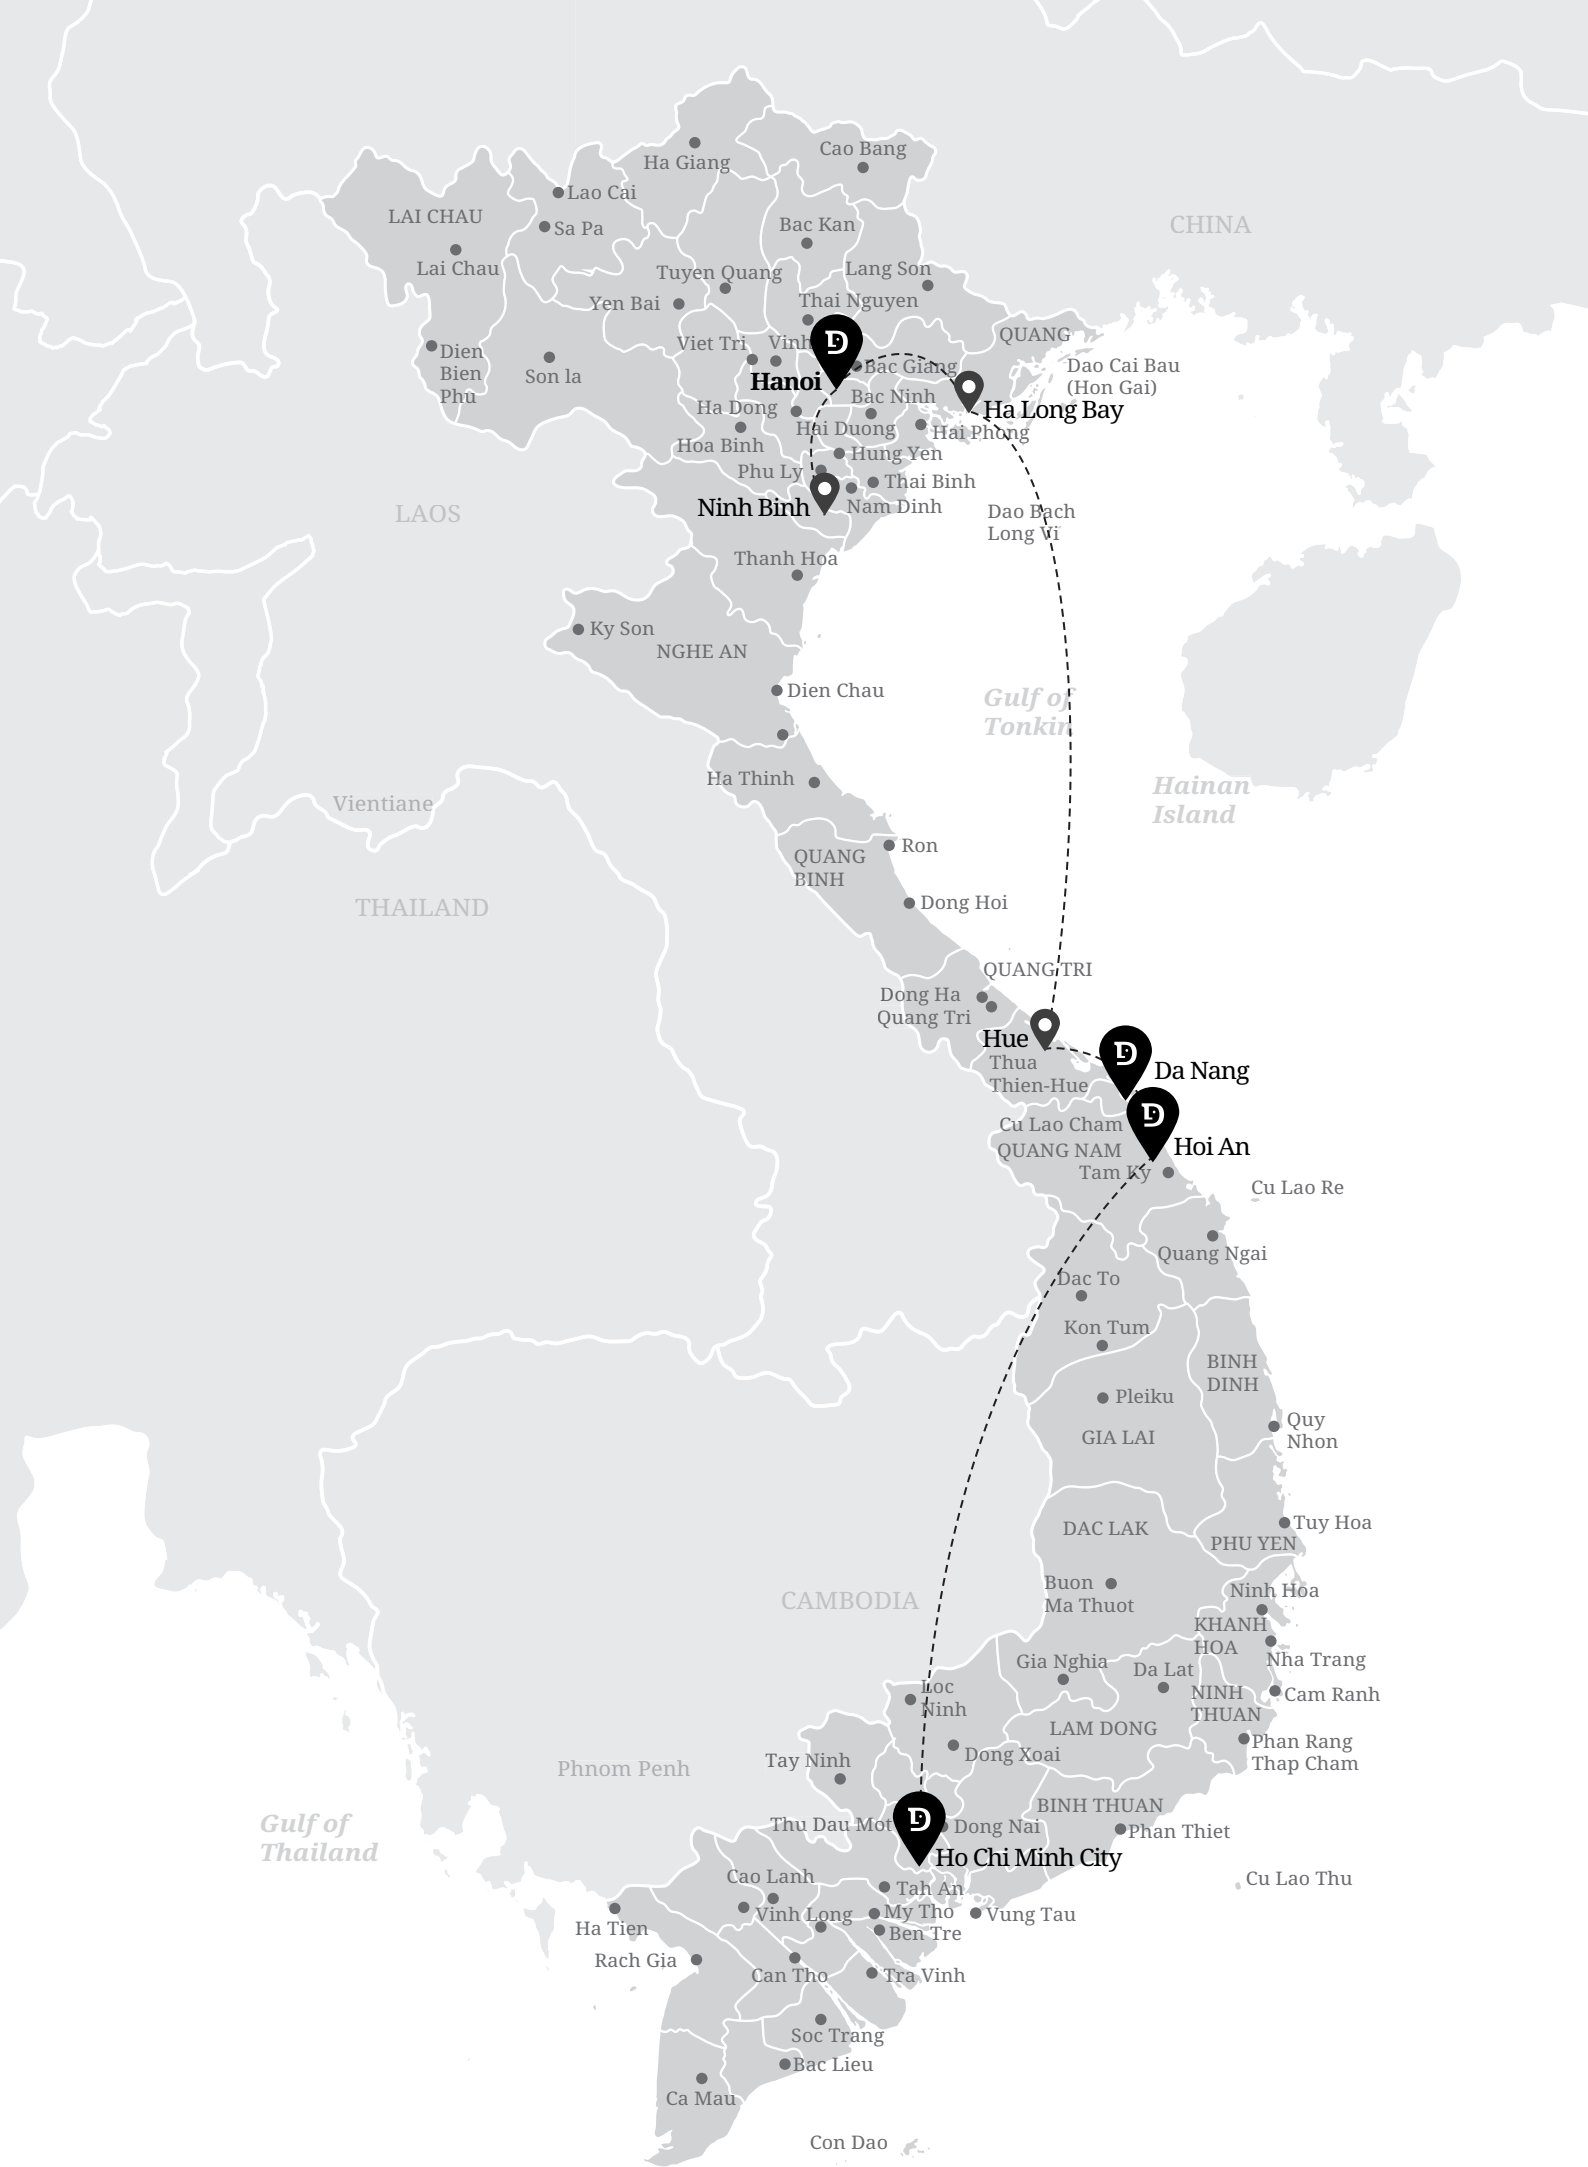 Ha Giang
Cao Bang
Lao Cai
LAI CHAU
Sa Pa
Bac Kan
CHINA
Lai Chau
Tuyen Quang
Lang Son
Yen Bai
Thai Nguyen
QUANG
Viet Tri
Vinh
D
Dien
Bien
Phu
Son la
Bac Giang
Dao Cai Bau
(Hon Gai)
Hanoi
Bac Ninh
Ha Long Bay
Ha Dong
Hai Duong
Hai Phong
Hoa Binh
Hung Yen
Phu Ly
Thai Binh
Ninh Binh
Nam Dinh
LAOS
Dao Bach
Long Vi
Thanh Hoa
Ky Son
NGHE AN
Dien Chau
Gulf of
Tonkin
Ha Thinh
Hainan
Island
Vientiane
Ron
QUANG
BINH
THAILAND
Dong Hoi
QUANG TRI
Dong Ha
Quang Tri
Hue
D
Da Nang
Thua
Thien-Hue
Cu Lao Cham
D
QUANG NAM
Hoi An
Tam Ky
Cu Lao Re
Quang Ngai
Dac To
Kon Tum
BINH
DINH
Pleiku
GIA LAI
Quy
Nhon
DAC LAK
Tuy Hoa
PHU YEN
Buon
Ma Thuot
Ninh Hoa
CAMBODIA
KHANH
HOA
Gia Nghia
Da Lat
Nha Trang
Loc
Ninh
NINH
THUAN
Cam Ranh
LAM DONG
Phan Rang
Thap Cham
Tay Ninh
Dong Xoai
Phnom Penh
BINH THUAN
Gulf of
Thailand
Thu Dau Mot
D
Dong Nai
Phan Thiet
Ho Chi Minh City
Cao Lanh
Cu Lao Thu
Tah An
Vinh Long
My Tho
Vung Tau
Ha Tien
Ben Tre
Rach Gia
Can Tho
Tra Vinh
Soc Trang
Bac Lieu
Ca Mau
Con Dao